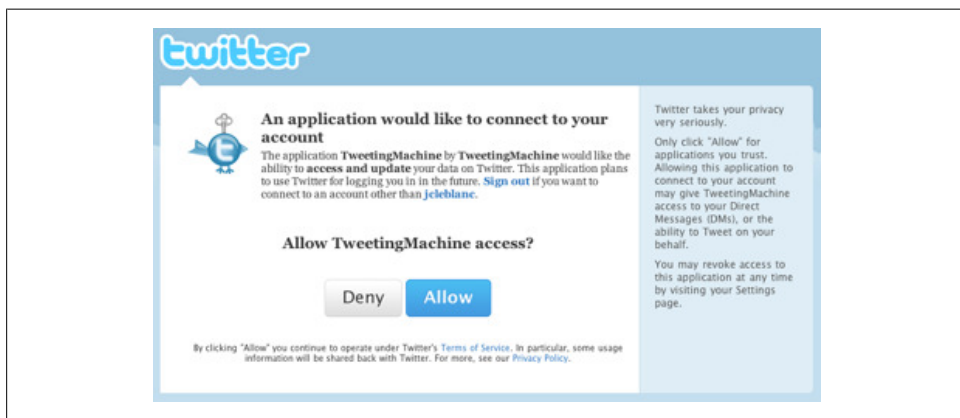 twitter
An application would like to connect to your
account
The application TweetingMachine by TweetingMachine would like the
ability to access and update your data on Twitter. This application plans
to use Twitter for logging you in in the future. Sign out if you want to
connect to an account other than jcleblanc.
Allow TweetingMachine access?
Deny Allow
By clicking "Allow" you continue to operate under Twitter's Terms of Service. In particular, some usage
information will be shared back with Twitter. For more, see our Privacy Policy.
Twitter takes your privacy
very seriously.
Only click "Allow" for
applications you trust.
Allowing this application to
connect to your account
may give TweetingMachine
access to your Direct
Messages (DMs), or the
ability to Tweet on your
behalf.
You may revoke access to
this application at any time
by visiting your Settings
page.